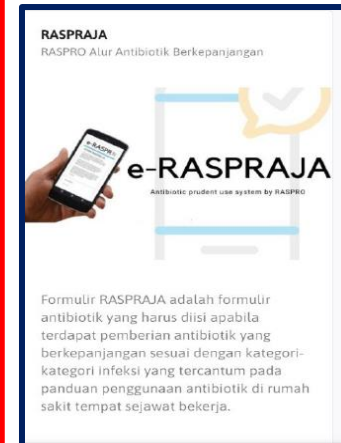 RASPRAJA
RASPRO Alur Antibiotik Berkepanjangan
e-RASPRAJA
Antibiotic prudent use system by RASPRO
Formulir RASPRAJA adalah formulir
antibiotik yang harus diisi apabila
terdapat pemberian antibiotik yang
berkepanjangan sesuai dengan kategori-
kategori infeksi yang tercantum pada
panduan penggunaan antibiotik di rumah
sakit tempat sejawat bekerja.